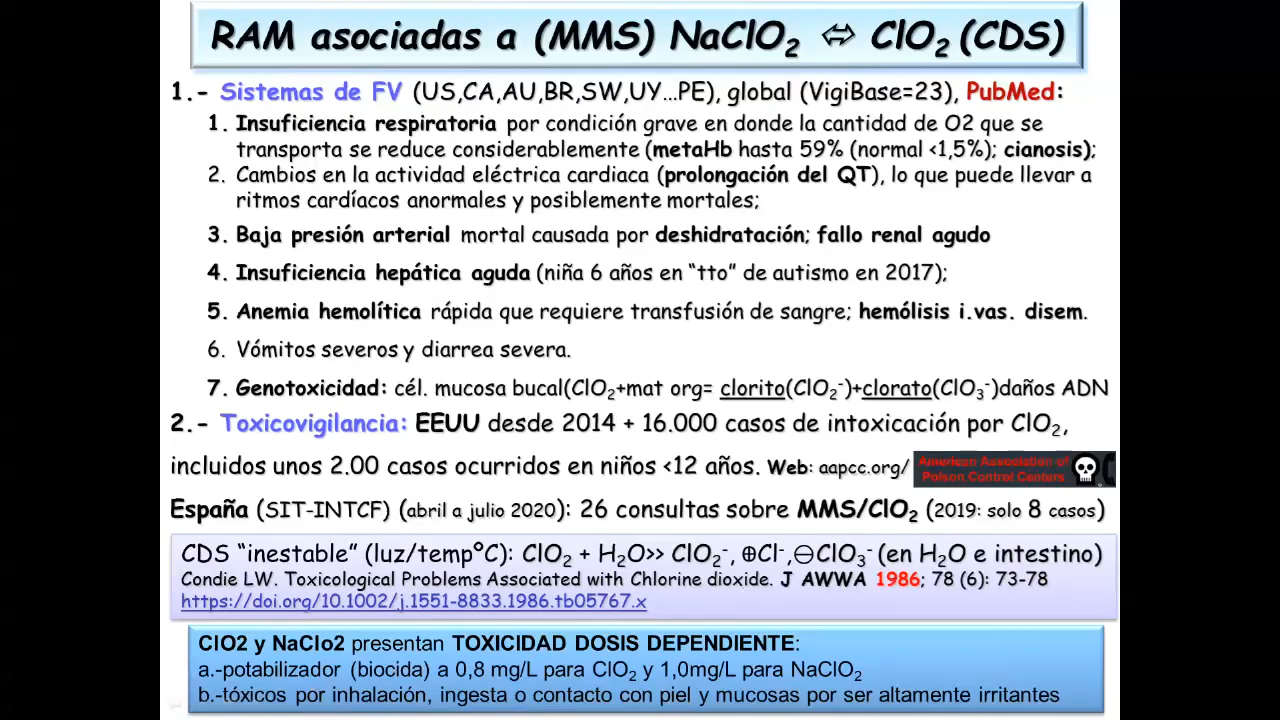 RAM asociadas a (MMS) NaClO₂ ⬄ ClO₂ (CDS)
1.- Sistemas de FV (US,CA,AU,BR,SW,UY...PE), global (VigiBase=23), PubMed:
1. Insuficiencia respiratoria por condición grave en donde la cantidad de O2 que se
transporta se reduce considerablemente (metaHb hasta 59% (normal <1,5%); cianosis);
2. Cambios en la actividad eléctrica cardiaca (prolongación del QT), lo que puede llevar a
ritmos cardíacos anormales y posiblemente mortales;
3. Baja presión arterial mortal causada por deshidratación; fallo renal agudo
4. Insuficiencia hepática aguda (niña 6 años en “tto” de autismo en 2017);
5. Anemia hemolítica rápida que requiere transfusión de sangre; hemólisis i.vas. disem.
6. Vómitos severos y diarrea severa.
7. Genotoxicidad: cél. mucosa bucal(ClO₂+mat org= clorito(ClO₂⁻)+clorato(ClO₃⁻)daños ADN
2.- Toxicovigilancia: EEUU desde 2014 + 16.000 casos de intoxicación por ClO₂,
incluidos unos 2.00 casos ocurridos en niños <12 años. Web: aapcc.org/
American Association of
Poison Control Centers
España (SIT-INTCF) (abril a julio 2020): 26 consultas sobre MMS/ClO₂ (2019: solo 8 casos)
CDS “inestable” (luz/tempºC): ClO₂ + H₂O>> ClO₂⁻, ⊕Cl⁻,⊖ClO₃⁻ (en H₂O e intestino)
Condie LW. Toxicological Problems Associated with Chlorine dioxide. J AWWA 1986; 78 (6): 73-78
https://doi.org/10.1002/j.1551-8833.1986.tb05767.x
ClO2 y NaClo2 presentan TOXICIDAD DOSIS DEPENDIENTE:
a.-potabilizador (biocida) a 0,8 mg/L para ClO₂ y 1,0mg/L para NaClO₂
b.-tóxicos por inhalación, ingesta o contacto con piel y mucosas por ser altamente irritantes